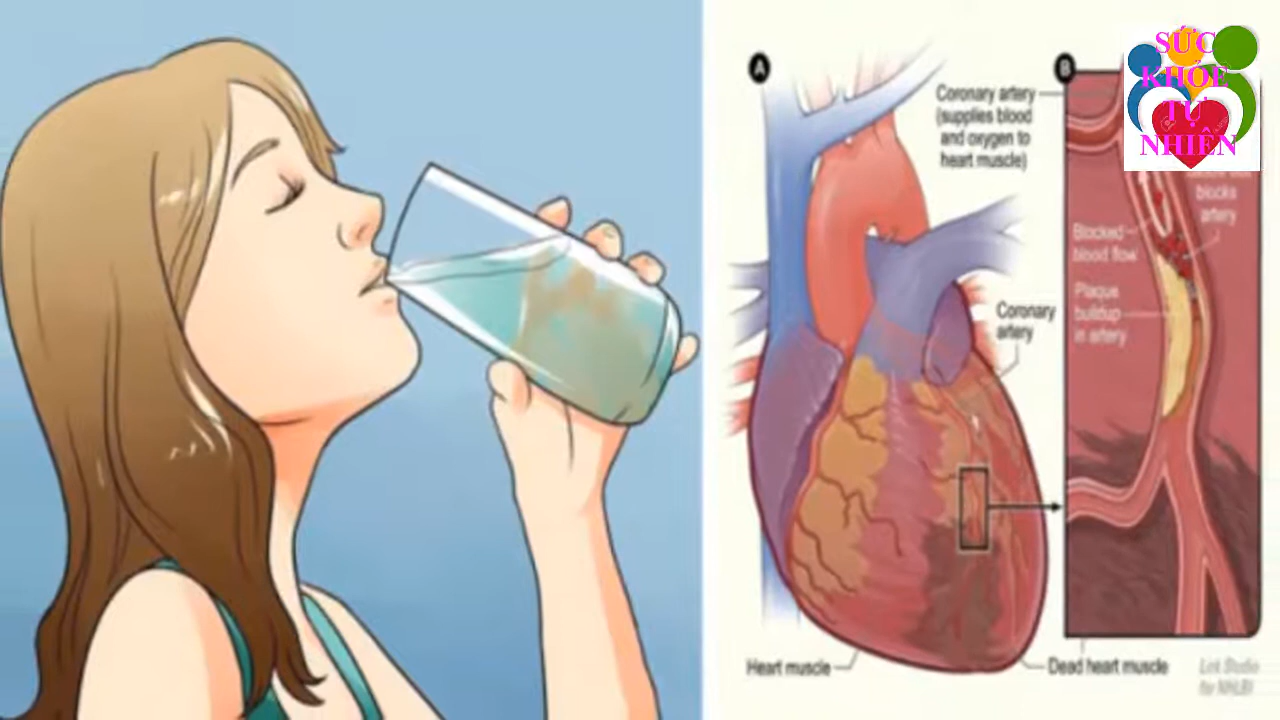 A
Coronary artery
(supplies blood
and oxygen to
heart muscle)
B
SỨC
KHỎE
TỰ
NHIÊN
blocks
artery
Blocked
blood flow
Plaque
buildup
in artery
Coronary
artery
Heart muscle
Dead heart muscle
for NHLBI